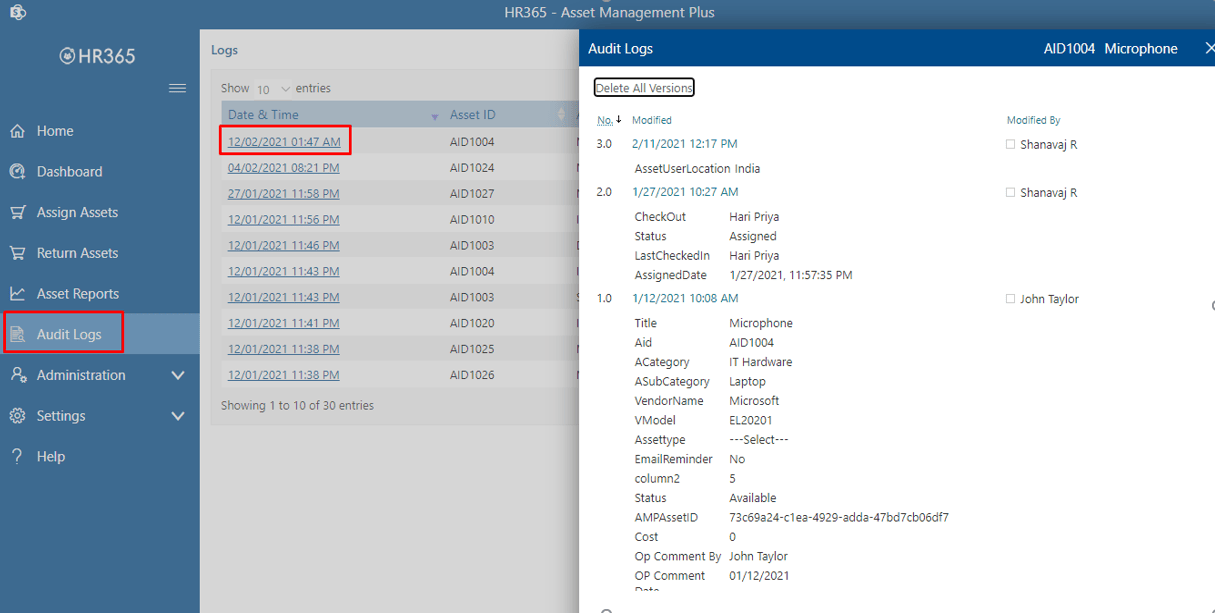 HR365 - Asset Management Plus
HR365
Home
Dashboard
Assign Assets
Return Assets
Asset Reports
Audit Logs
Administration
Settings
Help
Logs
Show 10 entries
Date & Time Asset ID
12/02/2021 01:47 AM AID1004
04/02/2021 08:21 PM AID1024
27/01/2021 11:58 PM AID1027
12/01/2021 11:56 PM AID1010
12/01/2021 11:46 PM AID1003
12/01/2021 11:43 PM AID1004
12/01/2021 11:43 PM AID1003
12/01/2021 11:41 PM AID1020
12/01/2021 11:38 PM AID1025
12/01/2021 11:38 PM AID1026
Showing 1 to 10 of 30 entries
Audit Logs AID1004 Microphone
Delete All Versions
No. Modified Modified By
3.0 2/11/2021 12:17 PM Shanavaj R
AssetUserLocation India
2.0 1/27/2021 10:27 AM Shanavaj R
CheckOut Hari Priya
Status Assigned
LastCheckedIn Hari Priya
AssignedDate 1/27/2021, 11:57:35 PM
1.0 1/12/2021 10:08 AM John Taylor
Title Microphone
Aid AID1004
ACategory IT Hardware
ASubCategory Laptop
VendorName Microsoft
VModel EL20201
Assettype ---Select---
EmailReminder No
column2 5
Status Available
AMPAssetID 73c69a24-c1ea-4929-adda-47bd7cb06df7
Cost 0
Op Comment By John Taylor
OP Comment 01/12/2021